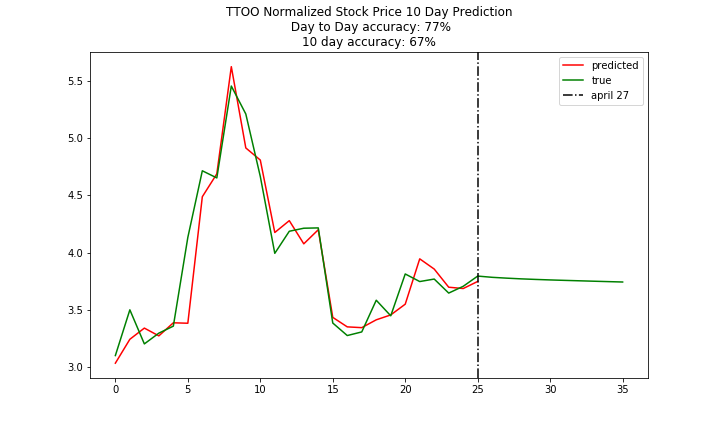 TTOO Normalized Stock Price 10 Day Prediction
Day to Day accuracy: 77%
10 day accuracy: 67%
predicted
true
april 27
5.5
5.0
4.5
4.0
3.5
3.0
0 5 10 15 20 25 30 35